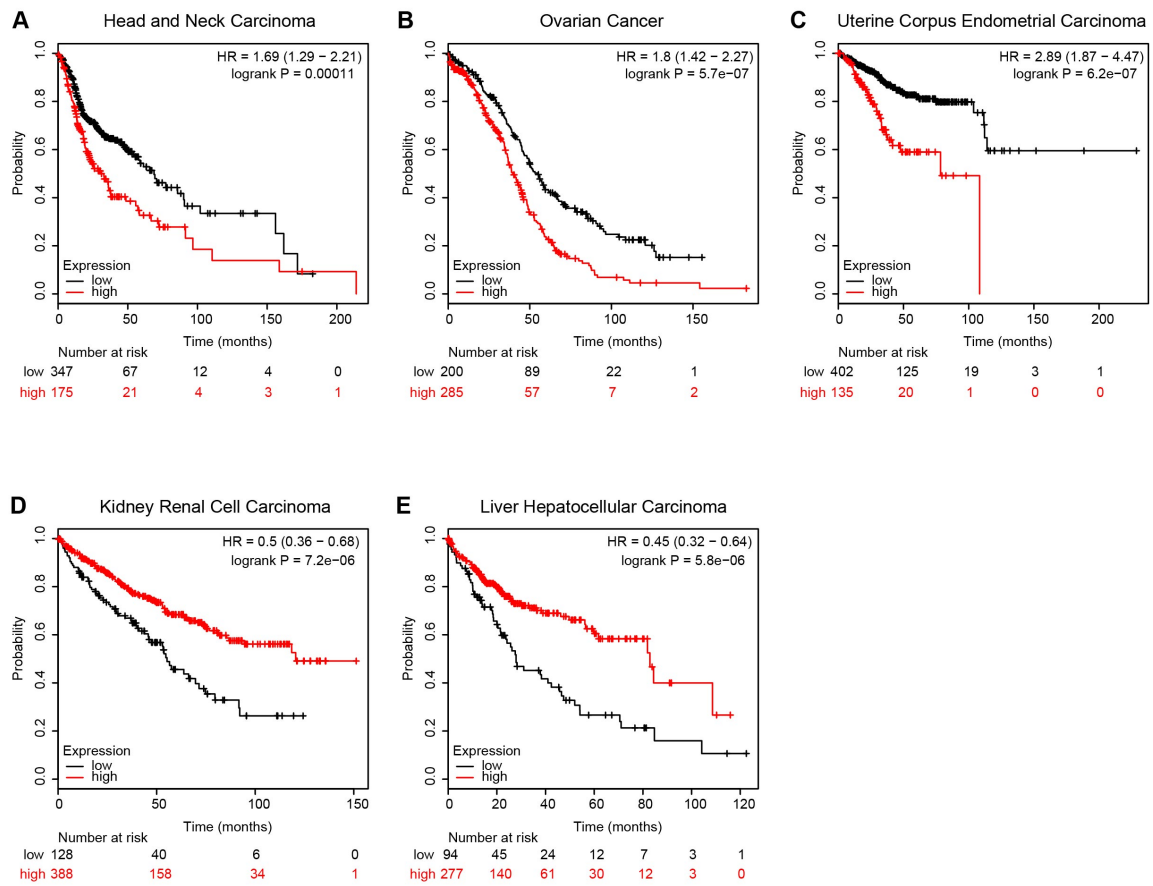 A Head and Neck Carcinoma
HR = 1.69 (1.29 − 2.21)
logrank P = 0.00011
Probability
0.0 0.2 0.4 0.6 0.8 1.0
Expression
low
high
0 50 100 150 200
Time (months)
Number at risk
low 347 67 12 4 0
high 175 21 4 3 1
B Ovarian Cancer
HR = 1.8 (1.42 − 2.27)
logrank P = 5.7e−07
Probability
0.0 0.2 0.4 0.6 0.8 1.0
Expression
low
high
0 50 100 150
Time (months)
Number at risk
low 200 89 22 1
high 285 57 7 2
C Uterine Corpus Endometrial Carcinoma
HR = 2.89 (1.87 − 4.47)
logrank P = 6.2e−07
Probability
0.0 0.2 0.4 0.6 0.8 1.0
Expression
low
high
0 50 100 150 200
Time (months)
Number at risk
low 402 125 19 3 1
high 135 20 1 0 0
D Kidney Renal Cell Carcinoma
HR = 0.5 (0.36 − 0.68)
logrank P = 7.2e−06
Probability
0.0 0.2 0.4 0.6 0.8 1.0
Expression
low
high
0 50 100 150
Time (months)
Number at risk
low 128 40 6 0
high 388 158 34 1
E Liver Hepatocellular Carcinoma
HR = 0.45 (0.32 − 0.64)
logrank P = 5.8e−06
Probability
0.0 0.2 0.4 0.6 0.8 1.0
Expression
low
high
0 20 40 60 80 100 120
Time (months)
Number at risk
low 94 45 24 12 7 3 1
high 277 140 61 30 12 3 0